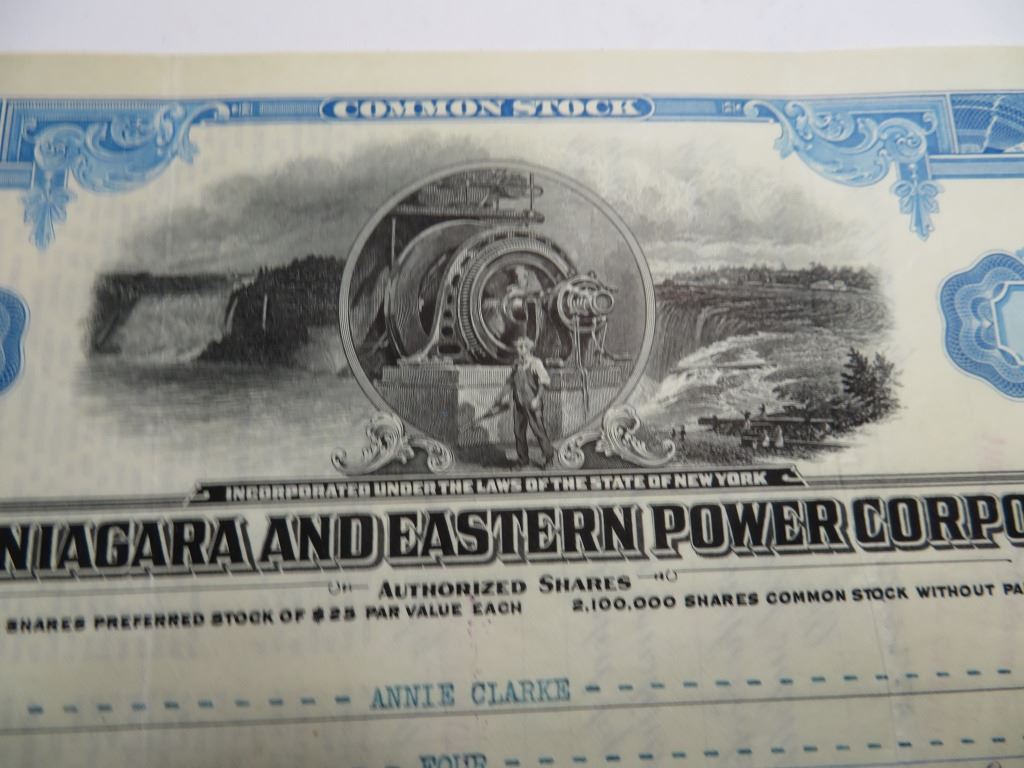 COMMON STOCK
INCORPORATED UNDER THE LAWS OF THE STATE OF NEW YORK
NIAGARA AND EASTERN POWER CORPO
AUTHORIZED SHARES
SHARES PREFERRED STOCK OF $25 PAR VALUE EACH 2,100,000 SHARES COMMON STOCK WITHOUT PA
ANNIE CLARKE
FOUR